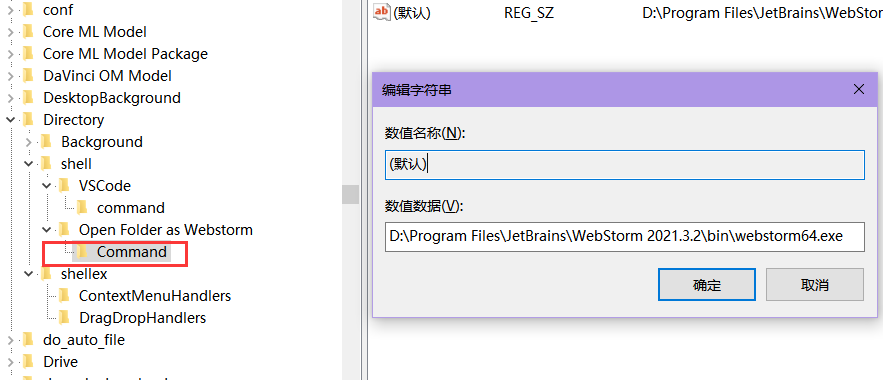 conf
Core ML Model
Core ML Model Package
DaVinci OM Model
DesktopBackground
Directory
Background
shell
VSCode
command
Open Folder as Webstorm
Command
shellex
ContextMenuHandlers
DragDropHandlers
do_auto_file
Drive
ab (默认) REG_SZ D:\Program Files\JetBrains\WebStorm
编辑字符串
数值名称(N):
(默认)
数值数据(V):
D:\Program Files\JetBrains\WebStorm 2021.3.2\bin\webstorm64.exe
确定 取消